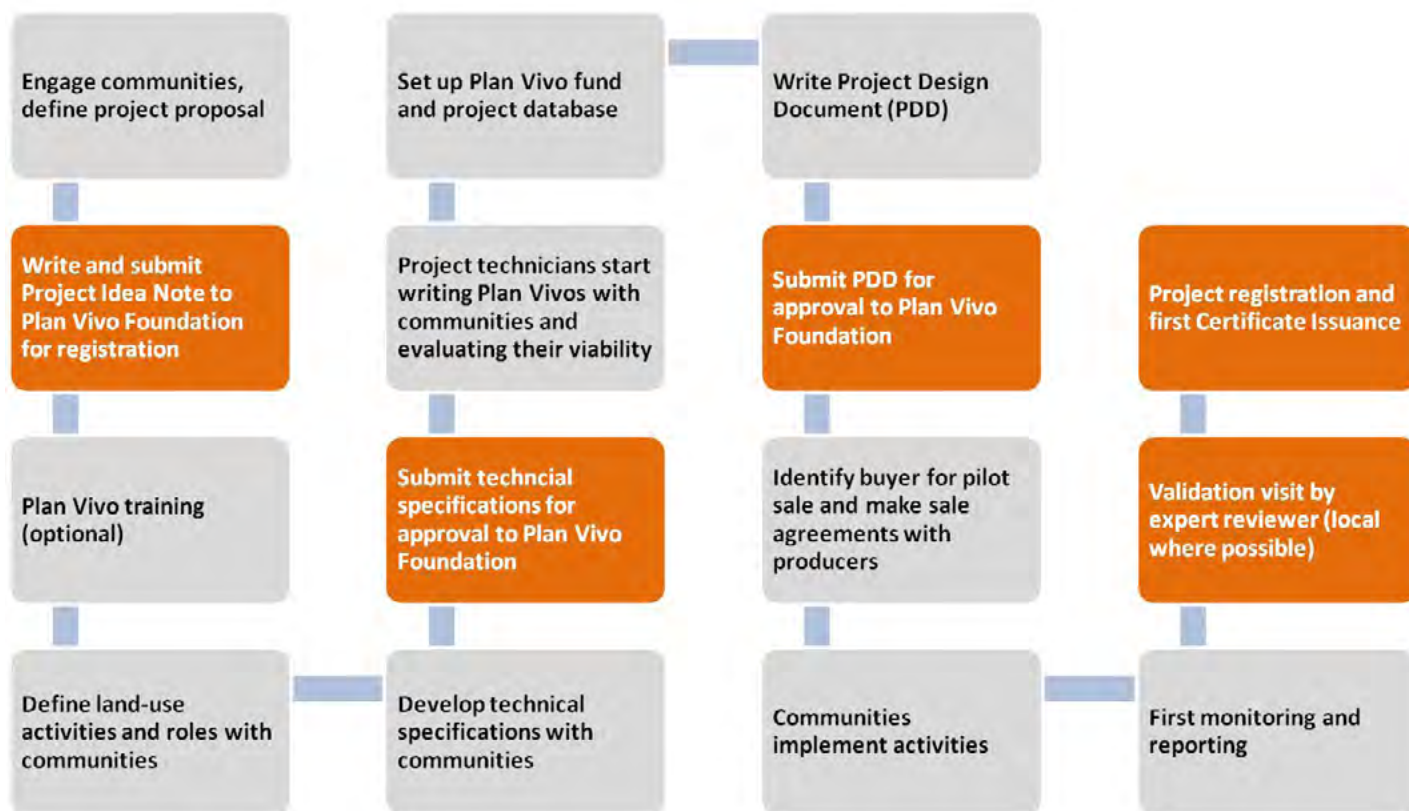 Engage communities,
define project proposal
Write and submit
Project Idea Note to
Plan Vivo Foundation
for registration
Plan Vivo training
(optional)
Define land-use
activities and roles with
communities
Develop technical
specifications with
communities
Submit techncial
specifications for
approval to Plan Vivo
Foundation
Project technicians start
writing Plan Vivos with
communities and
evaluating their viability
Set up Plan Vivo fund
and project database
Write Project Design
Document (PDD)
Submit PDD for
approval to Plan Vivo
Foundation
Identify buyer for pilot
sale and make sale
agreements with
producers
Communities
implement activities
First monitoring and
reporting
Validation visit by
expert reviewer (local
where possible)
Project registration and
first Certificate Issuance